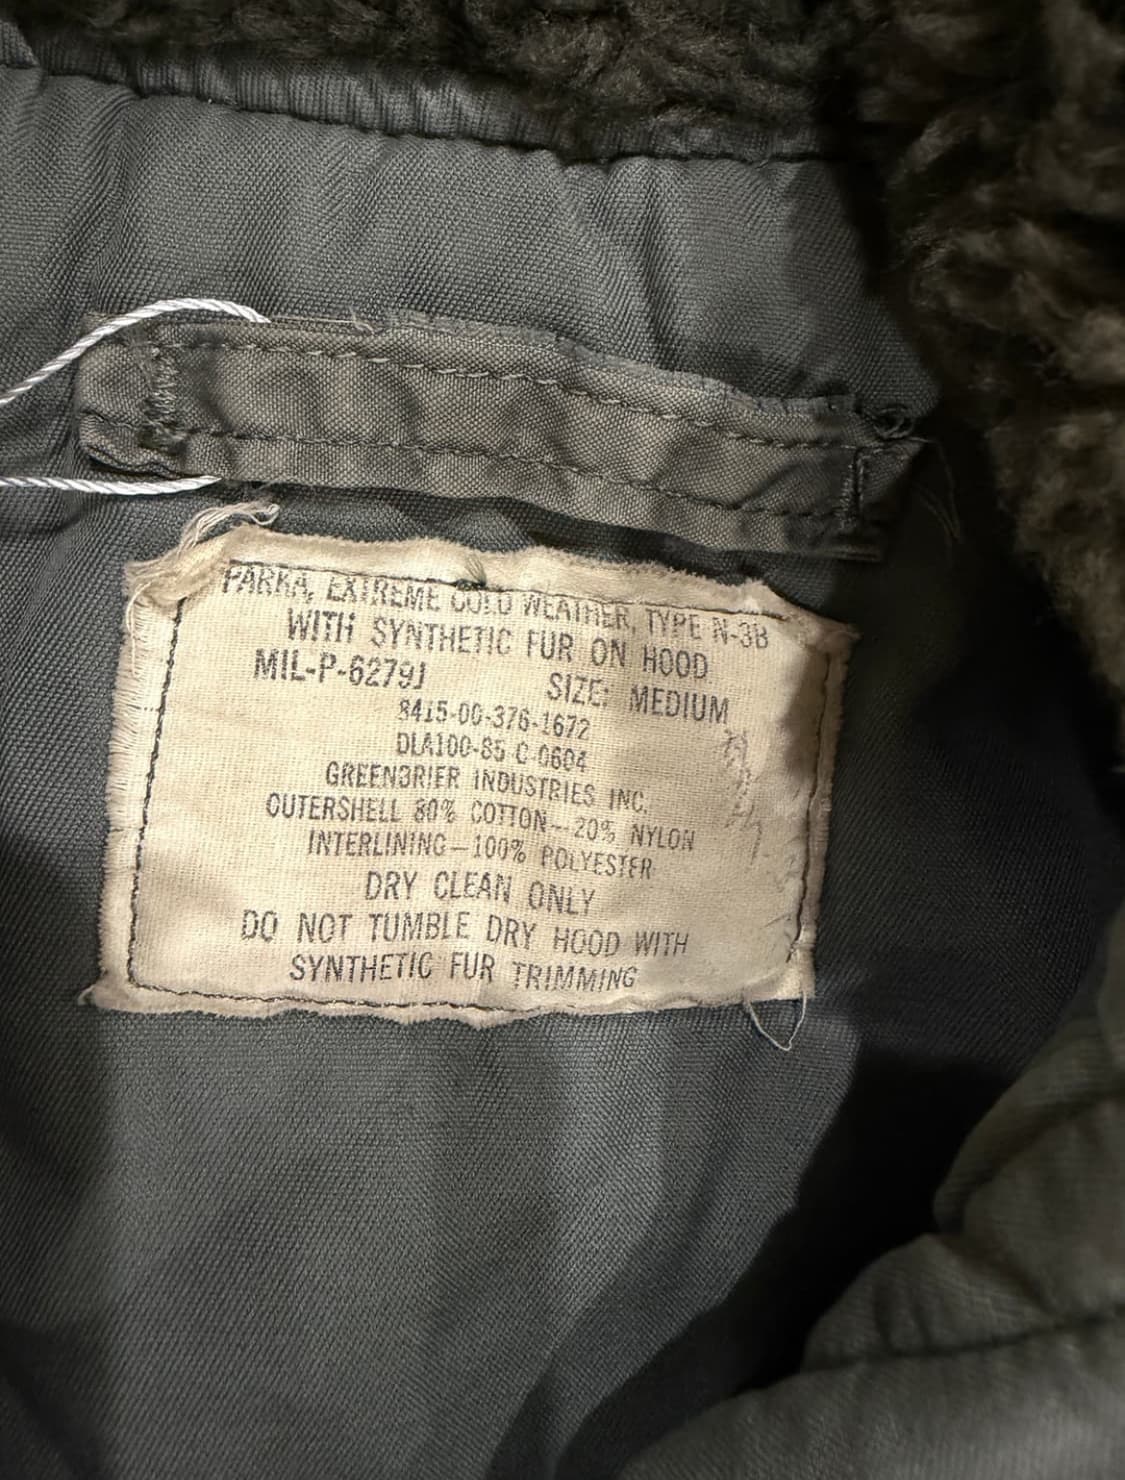 PARKA, EXTREME COLD WEATHER, TYPE N-3B
WITH SYNTHETIC FUR ON HOOD
MIL-P-6279J SIZE: MEDIUM
8415-00-376-1672
DLA100-85 C-0604
GREENBRIER INDUSTRIES INC.
OUTERSHELL 80% COTTON—20% NYLON
INTERLINING—100% POLYESTER
DRY CLEAN ONLY
DO NOT TUMBLE DRY HOOD WITH
SYNTHETIC FUR TRIMMING